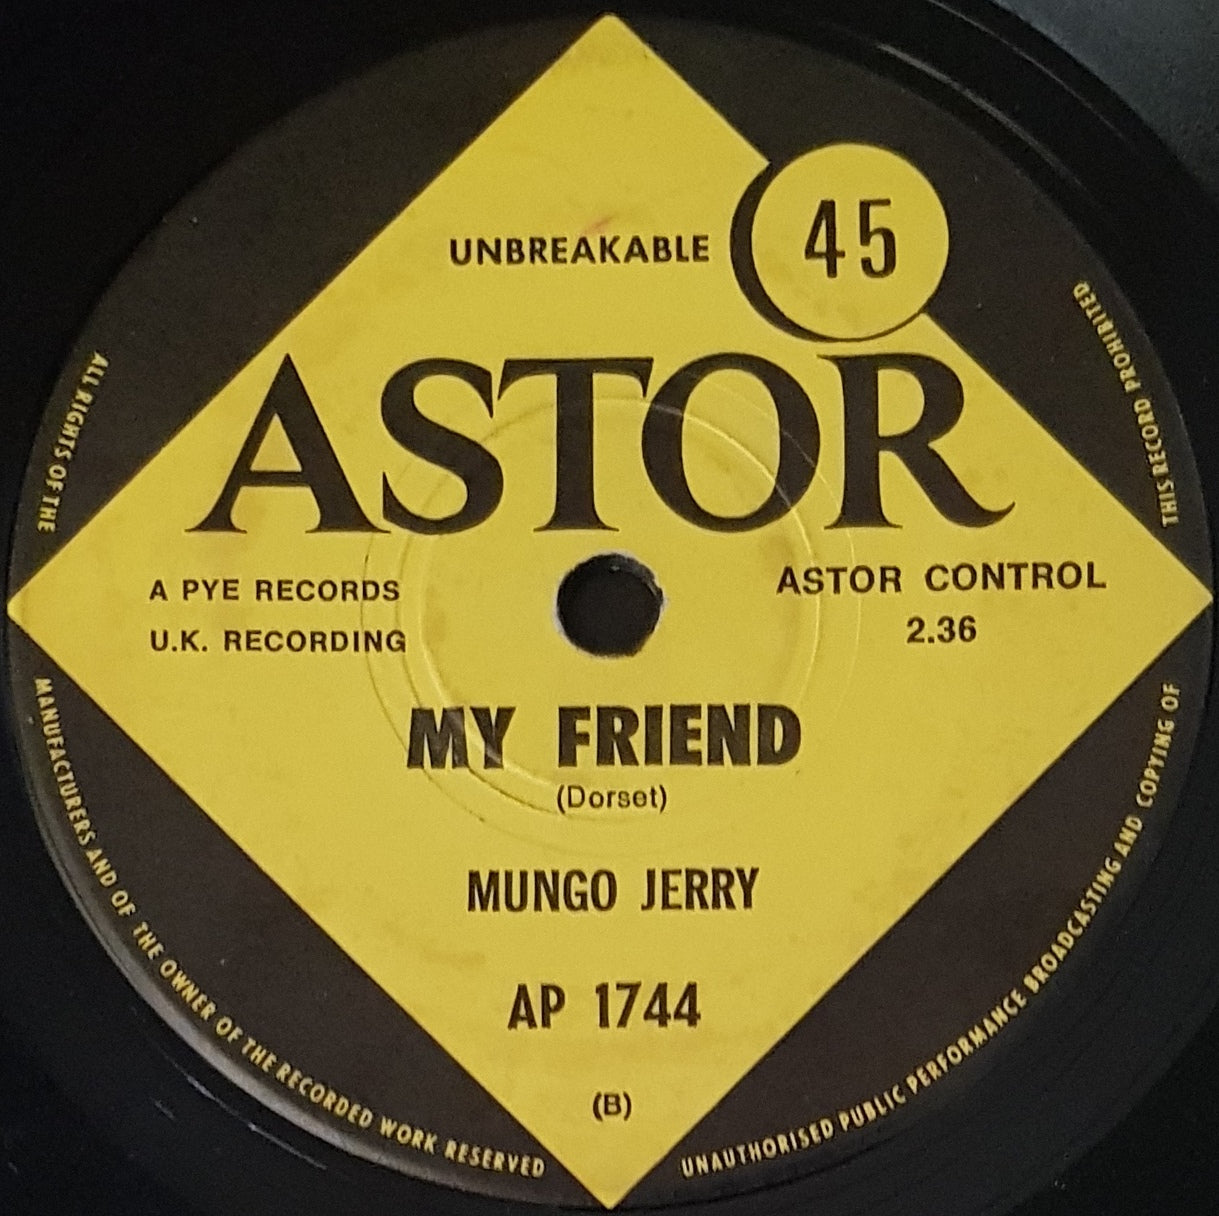 UNBREAKABLE
45
ASTOR
A PYE RECORDS
U.K. RECORDING
ASTOR CONTROL
2.36
MY FRIEND
(Dorset)
MUNGO JERRY
AP 1744
(B)
ALL RIGHTS OF THE
MANUFACTURERS AND OF THE OWNER OF THE RECORDED WORK RESERVED
UNAUTHORISED PUBLIC PERFORMANCE BROADCASTING AND COPYING OF
THIS RECORD PROHIBITED